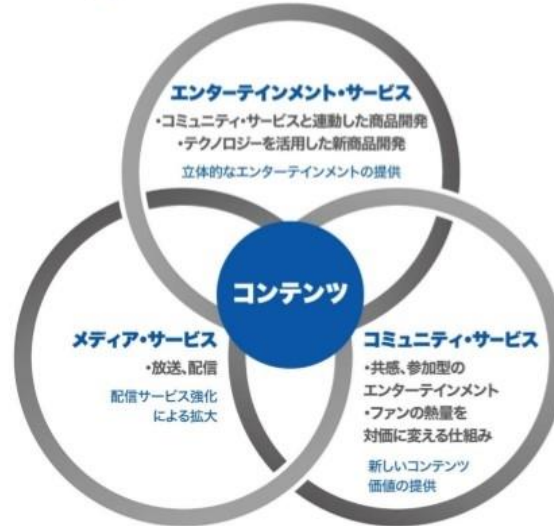 エンターテインメント・サービス
・コミュニティ・サービスと連動した商品開発
・テクノロジーを活用した新商品開発
立体的なエンターテインメントの提供
コンテンツ
メディア・サービス
・放送、配信
配信サービス強化
による拡大
コミュニティ・サービス
・共感、参加型の
エンターテインメント
・ファンの熱量を
対価に変える仕組み
新しいコンテンツ
価値の提供